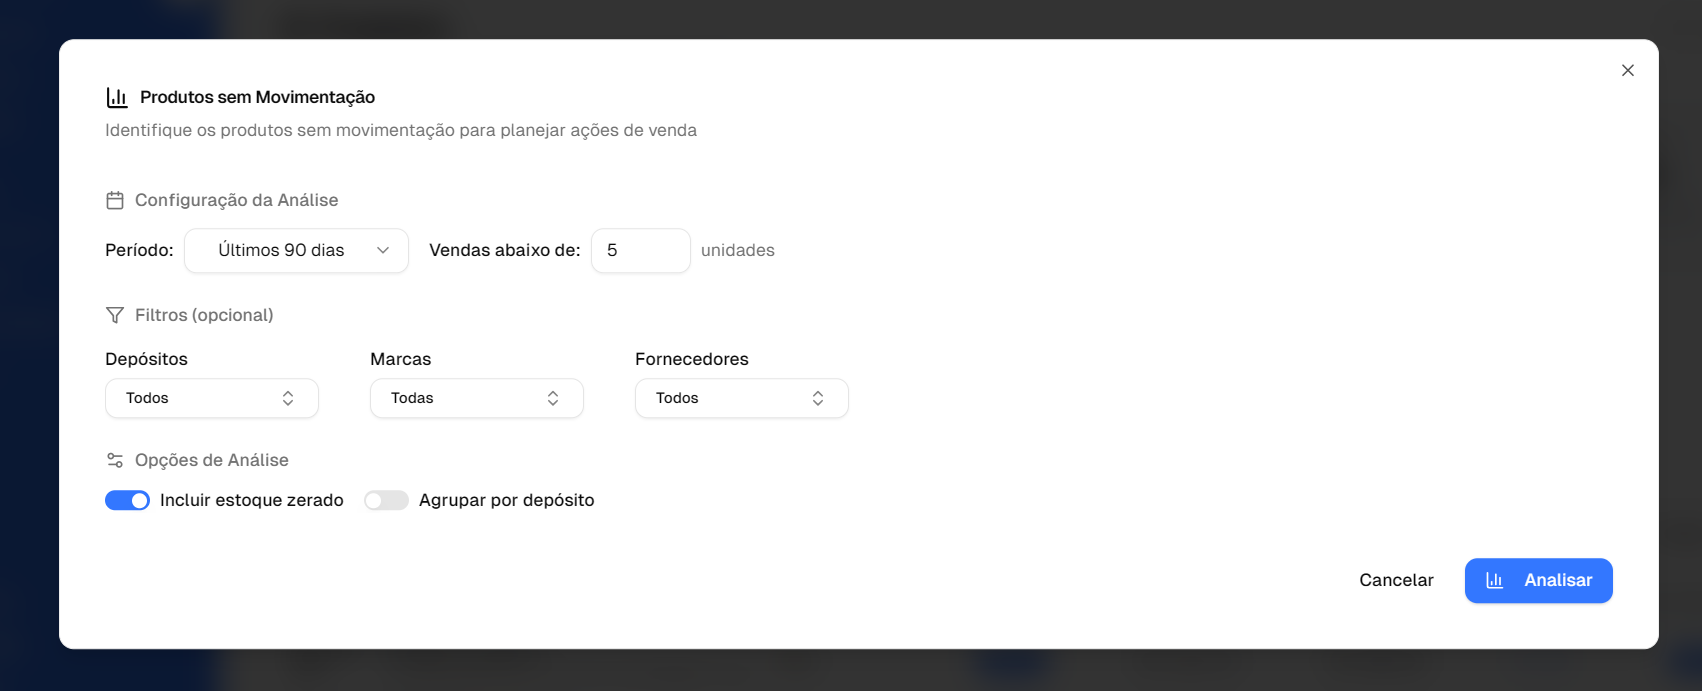 Produtos sem Movimentação
Identifique os produtos sem movimentação para planejar ações de venda
Configuração da Análise
Período: Últimos 90 dias Vendas abaixo de: 5 unidades
Filtros (opcional)
Depósitos Marcas Fornecedores
Todos Todas Todos
Opções de Análise
Incluir estoque zerado Agrupar por depósito
Cancelar Analisar